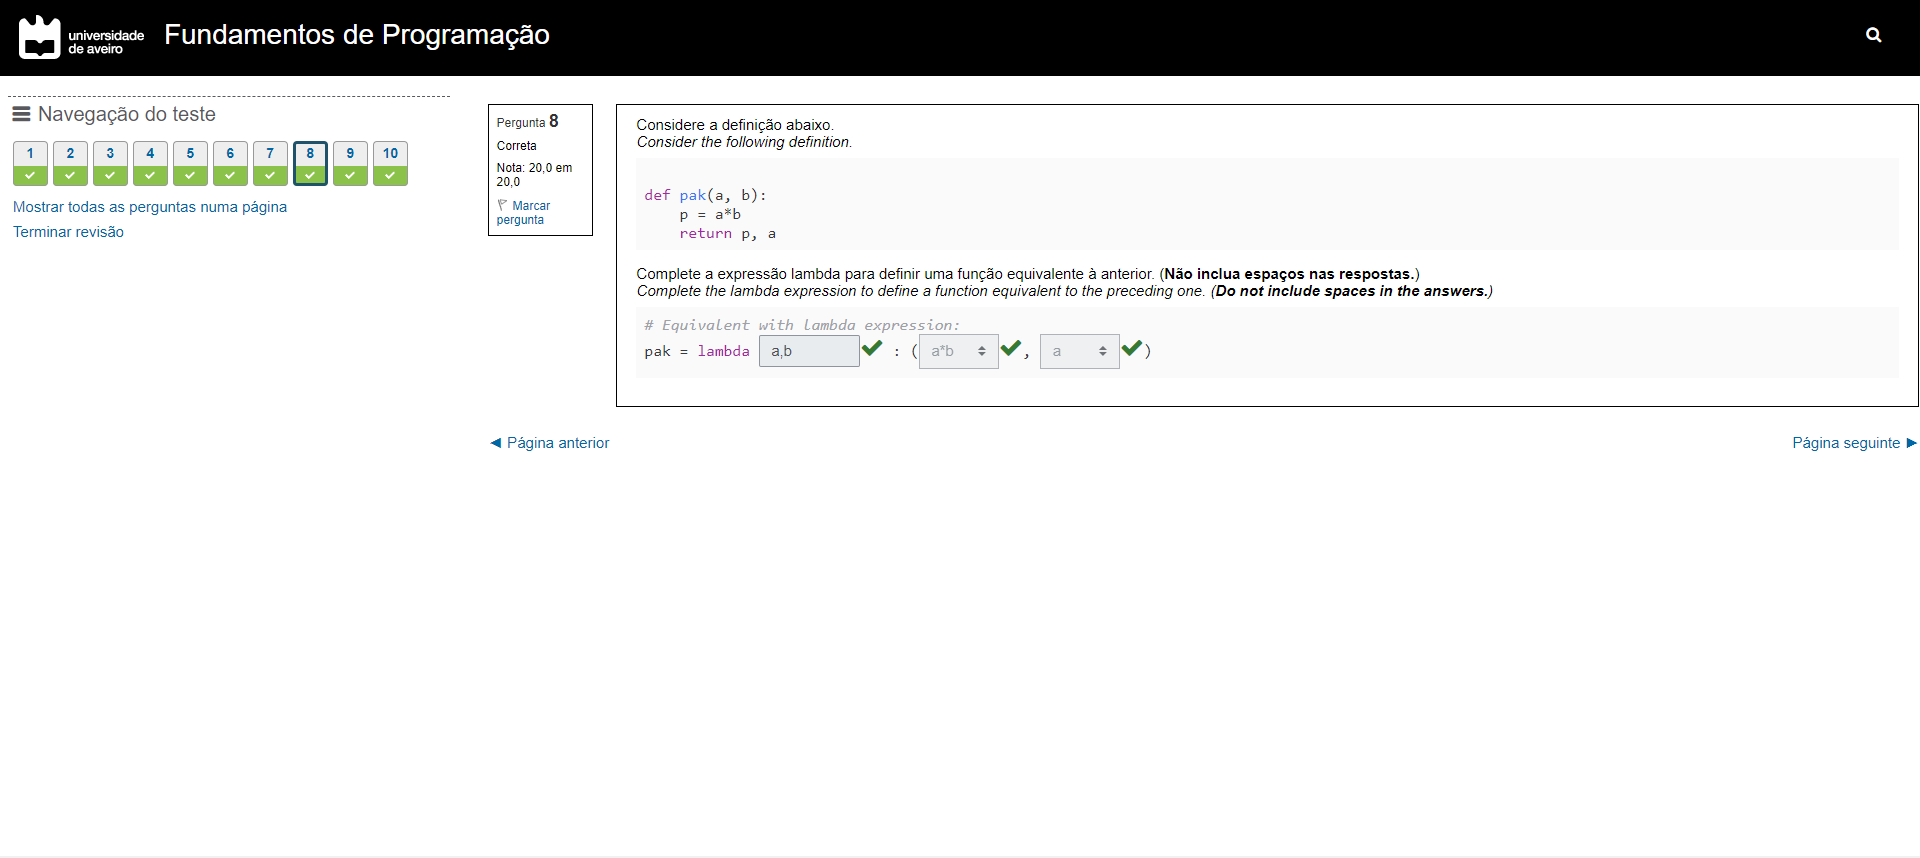 universidade
de aveiro
Fundamentos de Programação
Navegação do teste
1 2 3 4 5 6 7 8 9 10
Mostrar todas as perguntas numa página
Terminar revisão
Pergunta 8
Correta
Nota: 20,0 em
20,0
Marcar
pergunta
Considere a definição abaixo.
Consider the following definition.
def pak(a, b):
    p = a*b
    return p, a
Complete a expressão lambda para definir uma função equivalente à anterior. (Não inclua espaços nas respostas.)
Complete the lambda expression to define a function equivalent to the preceding one. (Do not include spaces in the answers.)
# Equivalent with lambda expression:
pak = lambda a,b : (a*b , a )
◄ Página anterior
Página seguinte ►